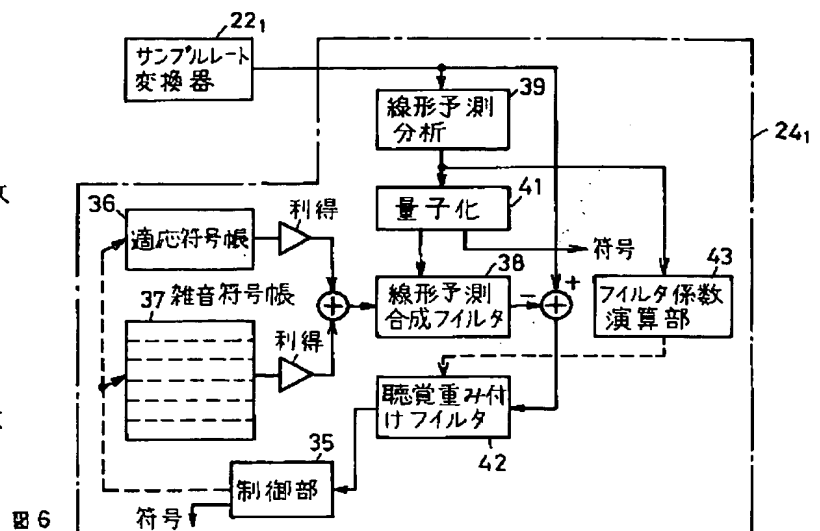 22₁
サンプルレート
変換器
線形予測
分析
39
24₁
量子化
41
符号
36
適応符号帳
利得
38
線形予測
合成フィルタ
− +
43
フィルタ係数
演算部
37 雑音符号帳
利得
聴覚重み付
けフィルタ
42
35
制御部
符号
図6